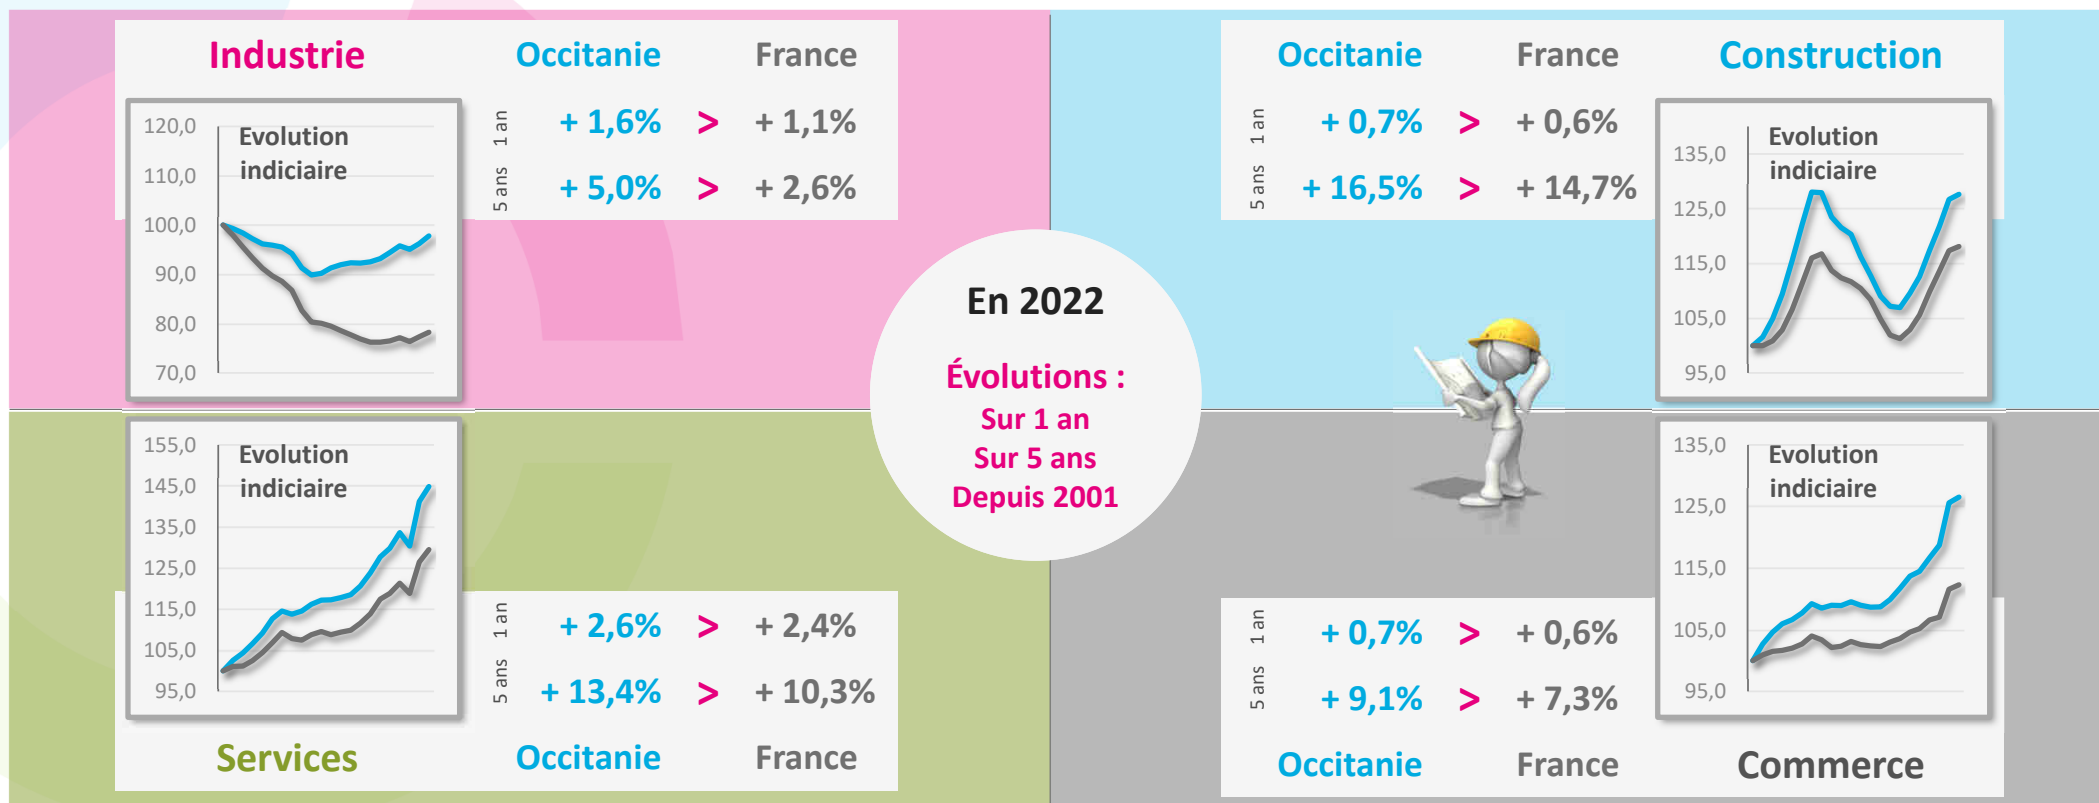 Industrie
Occitanie
France
1 an
+ 1,6%
>
+ 1,1%
5 ans
+ 5,0%
>
+ 2,6%
Evolution
indiciaire
120,0
110,0
100,0
90,0
80,0
70,0
Occitanie
France
Construction
1 an
+ 0,7%
>
+ 0,6%
5 ans
+ 16,5%
>
+ 14,7%
Evolution
indiciaire
135,0
125,0
115,0
105,0
95,0
En 2022
Évolutions :
Sur 1 an
Sur 5 ans
Depuis 2001
Evolution
indiciaire
155,0
145,0
135,0
125,0
115,0
105,0
95,0
1 an
+ 2,6%
>
+ 2,4%
5 ans
+ 13,4%
>
+ 10,3%
Services
Occitanie
France
Evolution
indiciaire
135,0
125,0
115,0
105,0
95,0
1 an
+ 0,7%
>
+ 0,6%
5 ans
+ 9,1%
>
+ 7,3%
Occitanie
France
Commerce